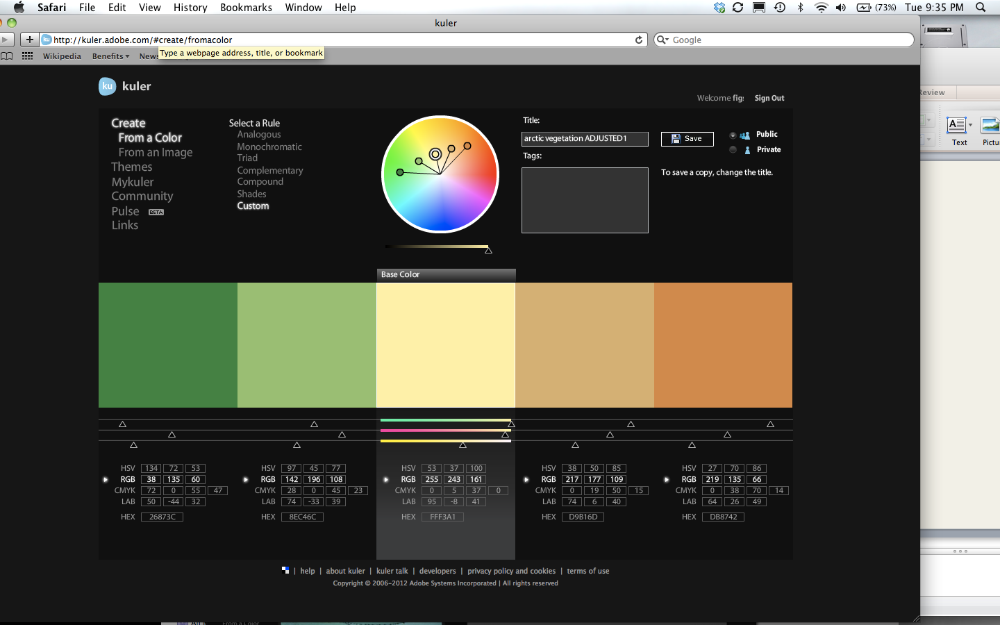 Safari File Edit View History Bookmarks Window Help (73%) Tue 9:35 PM
kuler
ku http://kuler.adobe.com/#create/fromacolor Google
Type a webpage address, title, or bookmark
Wikipedia Benefits News
ku kuler
Welcome fig: Sign Out
Review
Text Pictu
Create
From a Color
From an Image
Themes
Mykuler
Community
Pulse BETA
Links
Select a Rule
Analogous
Monochromatic
Triad
Complementary
Compound
Shades
Custom
Title:
arctic vegetation ADJUSTED1
Save
Public
Private
Tags:
To save a copy, change the title.
Base Color
HSV 134 72 53
RGB 38 135 60
CMYK 72 0 55 47
LAB 50 -44 32
HEX 26873C
HSV 97 45 77
RGB 142 196 108
CMYK 28 0 45 23
LAB 74 -33 39
HEX 8EC46C
HSV 53 37 100
RGB 255 243 161
CMYK 0 5 37 0
LAB 95 -8 41
HEX FFF3A1
HSV 38 50 85
RGB 217 177 109
CMYK 0 19 50 15
LAB 74 6 40
HEX D9B16D
HSV 27 70 86
RGB 219 135 66
CMYK 0 38 70 14
LAB 64 26 49
HEX DB8742
| help | about kuler | kuler talk | developers | privacy policy and cookies | terms of use
Copyright © 2006-2012 Adobe Systems Incorporated | All rights reserved
From a Color